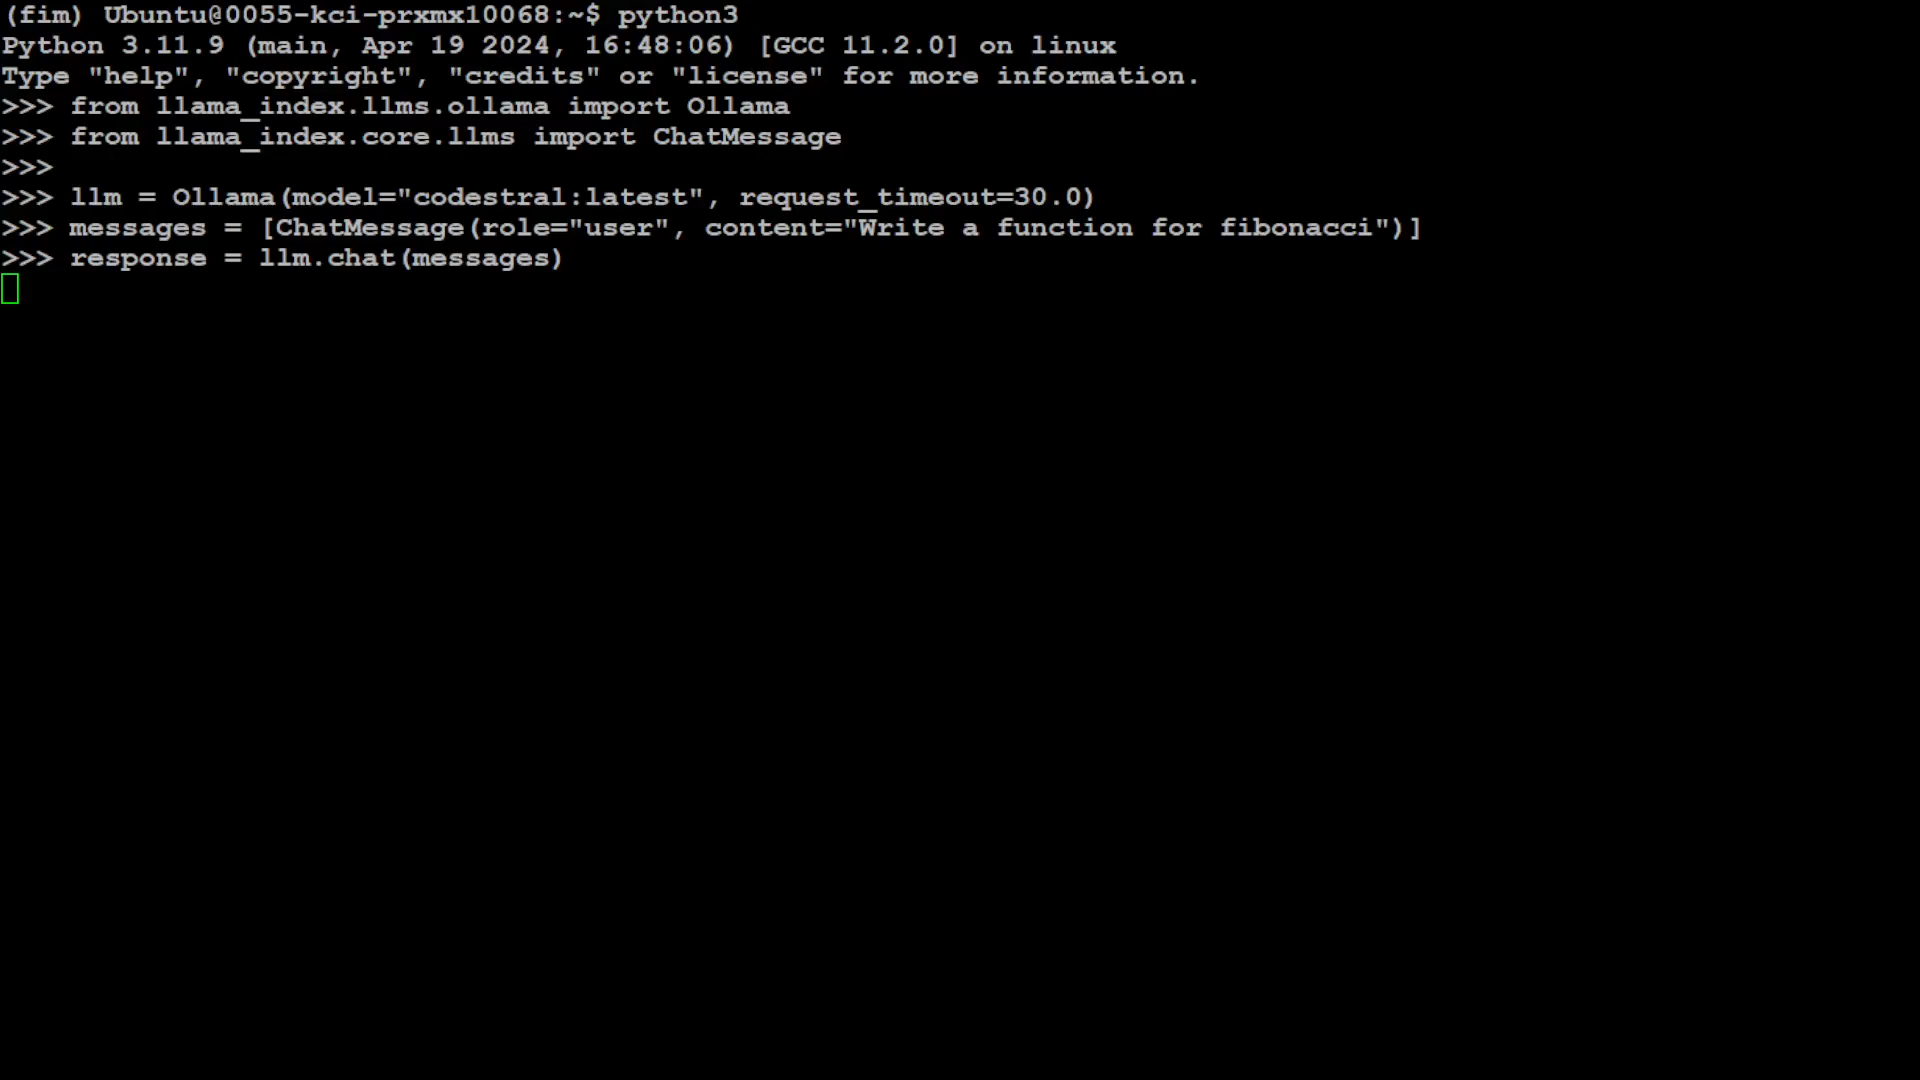 (fim) Ubuntu@0055-kci-prxmx10068:~$ python3
Python 3.11.9 (main, Apr 19 2024, 16:48:06) [GCC 11.2.0] on linux
Type "help", "copyright", "credits" or "license" for more information.
>>> from llama_index.llms.ollama import Ollama
>>> from llama_index.core.llms import ChatMessage
>>>
>>> llm = Ollama(model="codestral:latest", request_timeout=30.0)
>>> messages = [ChatMessage(role="user", content="Write a function for fibonacci")]
>>> response = llm.chat(messages)